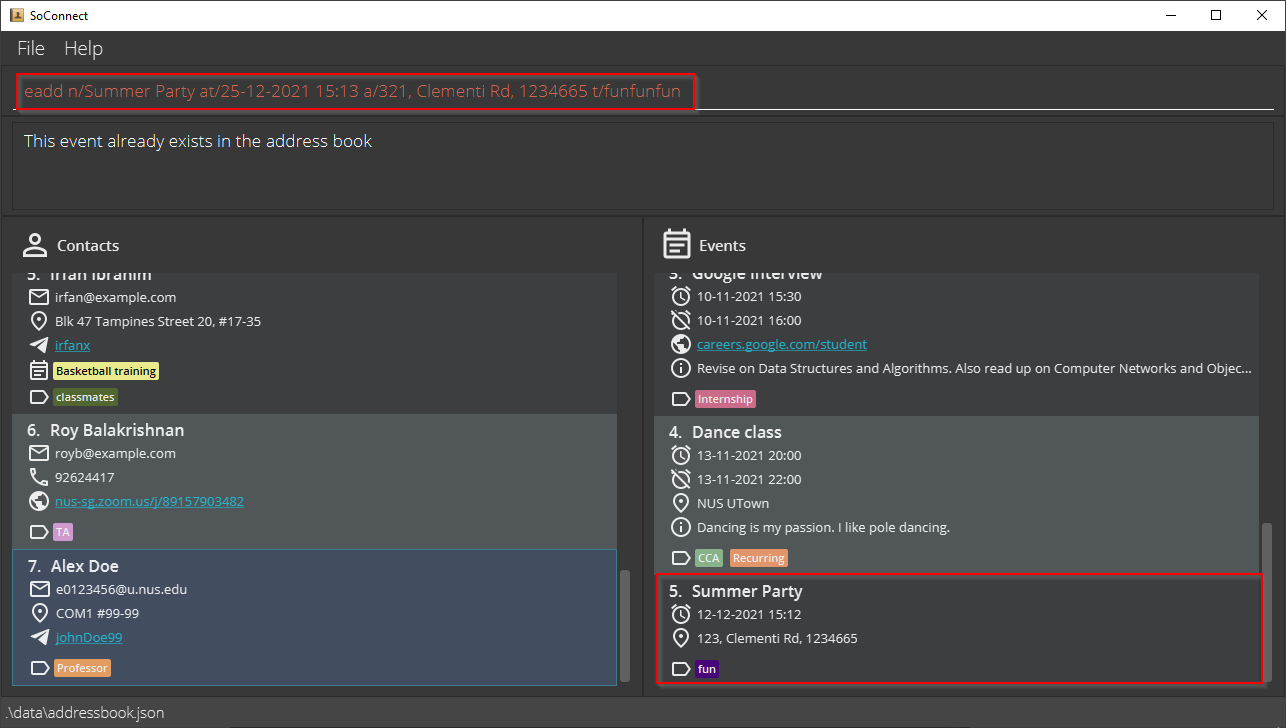 SoConnect
File Help
eadd n/Summer Party at/25-12-2021 15:13 a/321, Clementi Rd, 1234665 t/funfunfun
This event already exists in the address book
Contacts
5. Irfan Ibrahim
irfan@example.com
Blk 47 Tampines Street 20, #17-35
irfanx
Basketball training
classmates
6. Roy Balakrishnan
royb@example.com
92624417
nus-sg.zoom.us/j/89157903482
TA
7. Alex Doe
e0123456@u.nus.edu
COM1 #99-99
johnDoe99
Professor
Events
3. Google Interview
10-11-2021 15:30
10-11-2021 16:00
careers.google.com/student
Revise on Data Structures and Algorithms. Also read up on Computer Networks and Objec...
Internship
4. Dance class
13-11-2021 20:00
13-11-2021 22:00
NUS UTown
Dancing is my passion. I like pole dancing.
CCA Recurring
5. Summer Party
12-12-2021 15:12
123, Clementi Rd, 1234665
fun
.\data\addressbook.json